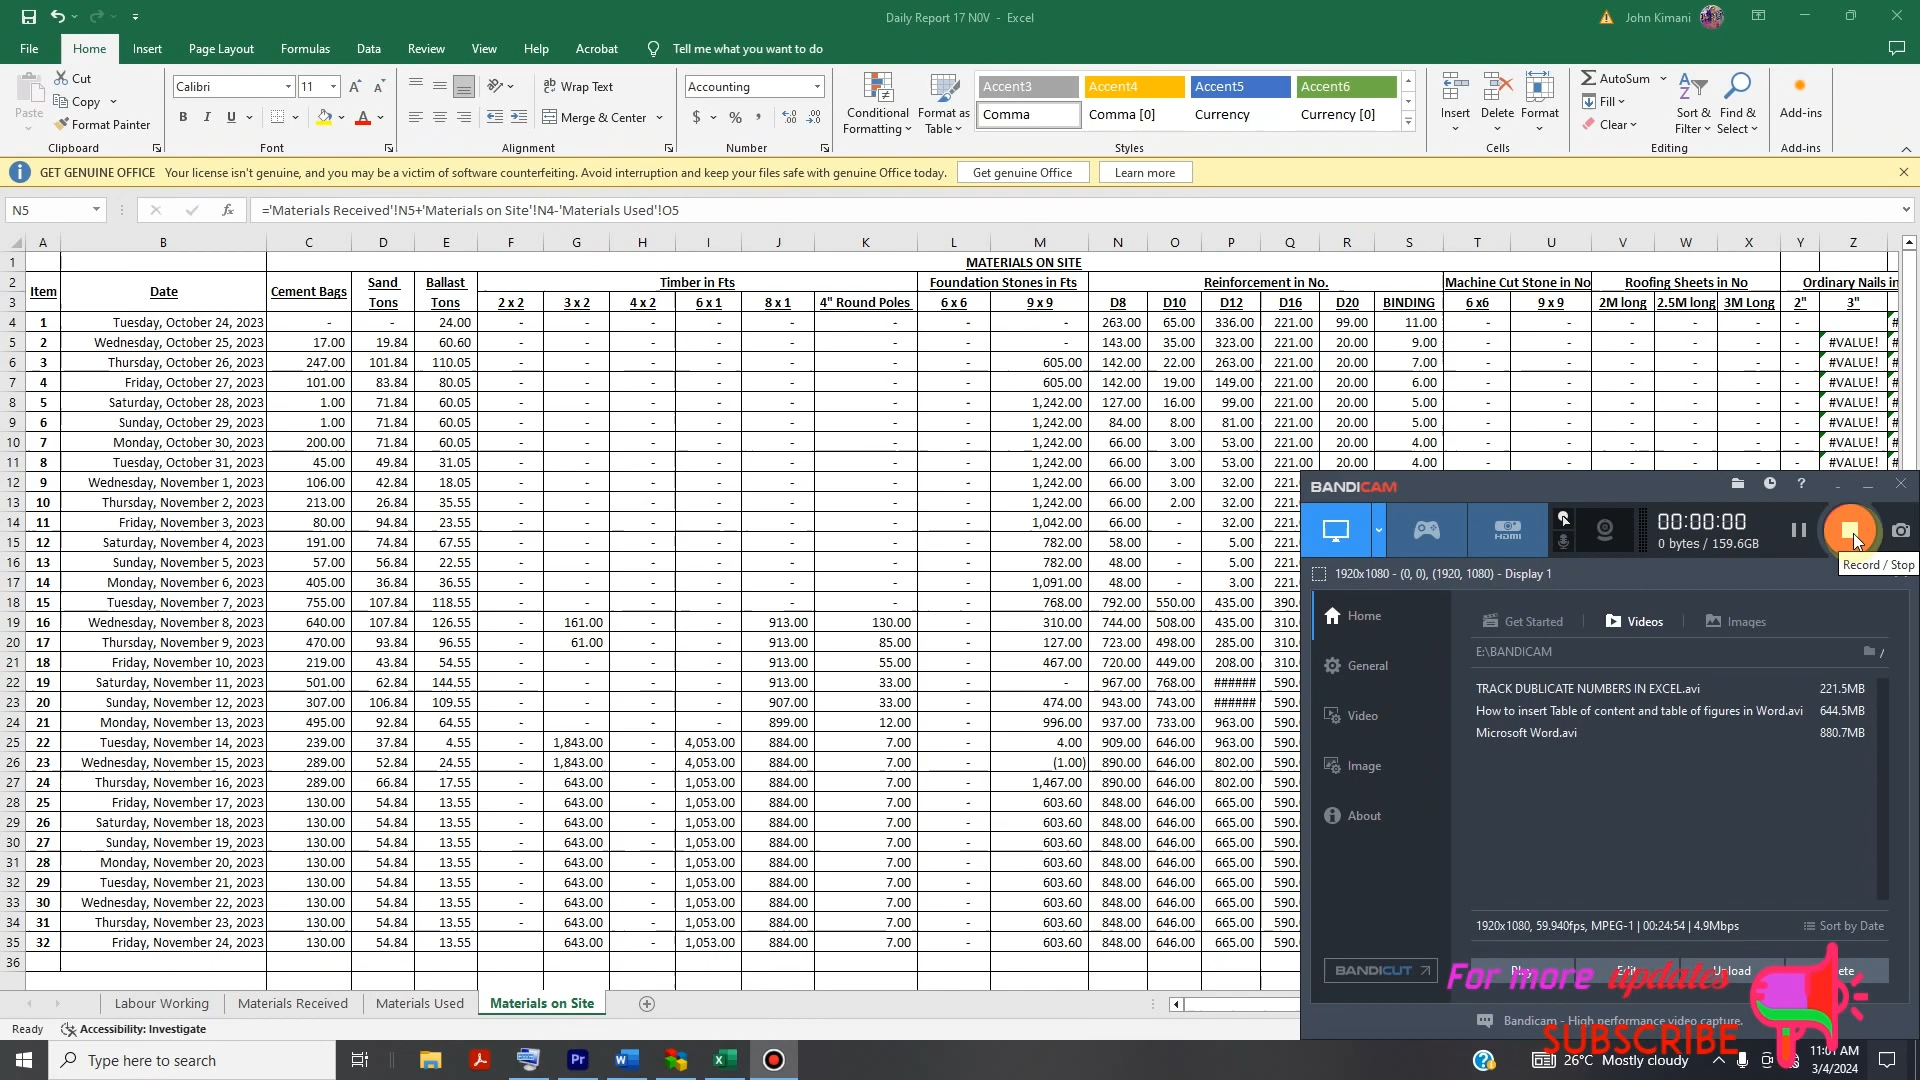 Daily Report 17 N0V - Excel
John Kimani
File Home Insert Page Layout Formulas Data Review View Help Acrobat Tell me what you want to do
Paste
Cut
Copy
Format Painter
Clipboard
Calibri 11
B I U
Font
Wrap Text
Merge & Center
Alignment
Accounting
$ % ,
Number
Conditional Formatting
Format as Table
Accent3 Accent4 Accent5 Accent6
Comma Comma [0] Currency Currency [0]
Styles
Insert Delete Format
Cells
AutoSum
Fill
Clear
Sort & Filter
Find & Select
Editing
Add-ins
Add-ins
GET GENUINE OFFICE Your license isn't genuine, and you may be a victim of software counterfeiting. Avoid interruption and keep your files safe with genuine Office today. Get genuine Office Learn more
N5 fx ='Materials Received'!N5+'Materials on Site'!N4-'Materials Used'!O5
A B C D E F G H I J K L M N O P Q R S T U V W X Y Z
1 MATERIALS ON SITE
2 Item Date Cement Bags Sand Ballast Timber in Fts Foundation Stones in Fts Reinforcement in No. Machine Cut Stone in No Roofing Sheets in No Ordinary Nails in
3 Tons Tons 2 x 2 3 x 2 4 x 2 6 x 1 8 x 1 4" Round Poles 6 x 6 9 x 9 D8 D10 D12 D16 D20 BINDING 6 x6 9 x 9 2M long 2.5M long 3M Long 2" 3"
4 1 Tuesday, October 24, 2023 - - 24.00 - - - - - - - - 263.00 65.00 336.00 221.00 99.00 11.00 - - - - - - #
5 2 Wednesday, October 25, 2023 17.00 19.84 60.60 - - - - - - - - 143.00 35.00 323.00 221.00 20.00 9.00 - - - - - - #VALUE! #
6 3 Thursday, October 26, 2023 247.00 101.84 110.05 - - - - - - - 605.00 142.00 22.00 263.00 221.00 20.00 7.00 - - - - - - #VALUE! #
7 4 Friday, October 27, 2023 101.00 83.84 80.05 - - - - - - - 605.00 142.00 19.00 149.00 221.00 20.00 6.00 - - - - - - #VALUE! #
8 5 Saturday, October 28, 2023 1.00 71.84 60.05 - - - - - - - 1,242.00 127.00 16.00 99.00 221.00 20.00 5.00 - - - - - - #VALUE! #
9 6 Sunday, October 29, 2023 1.00 71.84 60.05 - - - - - - - 1,242.00 84.00 8.00 81.00 221.00 20.00 5.00 - - - - - - #VALUE! #
10 7 Monday, October 30, 2023 200.00 71.84 60.05 - - - - - - - 1,242.00 66.00 3.00 53.00 221.00 20.00 4.00 - - - - - - #VALUE! #
11 8 Tuesday, October 31, 2023 45.00 49.84 31.05 - - - - - - - 1,242.00 66.00 3.00 53.00 221.00 20.00 4.00 - - - - - - #VALUE! #
12 9 Wednesday, November 1, 2023 106.00 42.84 18.05 - - - - - - - 1,242.00 66.00 3.00 32.00 221.
13 10 Thursday, November 2, 2023 213.00 26.84 35.55 - - - - - - - 1,242.00 66.00 2.00 32.00 221.
14 11 Friday, November 3, 2023 80.00 94.84 23.55 - - - - - - - 1,042.00 66.00 - 32.00 221.
15 12 Saturday, November 4, 2023 191.00 74.84 67.55 - - - - - - - 782.00 58.00 - 5.00 221.
16 13 Sunday, November 5, 2023 57.00 56.84 22.55 - - - - - - - 782.00 48.00 - 5.00 221.
17 14 Monday, November 6, 2023 405.00 36.84 36.55 - - - - - - - 1,091.00 48.00 - 3.00 221.
18 15 Tuesday, November 7, 2023 755.00 107.84 118.55 - - - - - - - 768.00 792.00 550.00 435.00 390.
19 16 Wednesday, November 8, 2023 640.00 107.84 126.55 - 161.00 - - 913.00 130.00 - 310.00 744.00 508.00 435.00 310.
20 17 Thursday, November 9, 2023 470.00 93.84 96.55 - 61.00 - - 913.00 85.00 - 127.00 723.00 498.00 285.00 310.
21 18 Friday, November 10, 2023 219.00 43.84 54.55 - - - - 913.00 55.00 - 467.00 720.00 449.00 208.00 310.
22 19 Saturday, November 11, 2023 501.00 62.84 144.55 - - - - 913.00 33.00 - - 967.00 768.00 ###### 590.
23 20 Sunday, November 12, 2023 307.00 106.84 109.55 - - - - 907.00 33.00 - 474.00 943.00 743.00 ###### 590.
24 21 Monday, November 13, 2023 495.00 92.84 64.55 - - - - 899.00 12.00 - 996.00 937.00 733.00 963.00 590.
25 22 Tuesday, November 14, 2023 239.00 37.84 4.55 - 1,843.00 - 4,053.00 884.00 7.00 - 4.00 909.00 646.00 963.00 590.
26 23 Wednesday, November 15, 2023 289.00 52.84 24.55 - 1,843.00 - 4,053.00 884.00 7.00 - (1.00) 890.00 646.00 802.00 590.
27 24 Thursday, November 16, 2023 289.00 66.84 17.55 - 643.00 - 1,053.00 884.00 7.00 - 1,467.00 890.00 646.00 802.00 590.
28 25 Friday, November 17, 2023 130.00 54.84 13.55 - 643.00 - 1,053.00 884.00 7.00 - 603.60 848.00 646.00 665.00 590.
29 26 Saturday, November 18, 2023 130.00 54.84 13.55 - 643.00 - 1,053.00 884.00 7.00 - 603.60 848.00 646.00 665.00 590.
30 27 Sunday, November 19, 2023 130.00 54.84 13.55 - 643.00 - 1,053.00 884.00 7.00 - 603.60 848.00 646.00 665.00 590.
31 28 Monday, November 20, 2023 130.00 54.84 13.55 - 643.00 - 1,053.00 884.00 7.00 - 603.60 848.00 646.00 665.00 590.
32 29 Tuesday, November 21, 2023 130.00 54.84 13.55 - 643.00 - 1,053.00 884.00 7.00 - 603.60 848.00 646.00 665.00 590.
33 30 Wednesday, November 22, 2023 130.00 54.84 13.55 - 643.00 - 1,053.00 884.00 7.00 - 603.60 848.00 646.00 665.00 590.
34 31 Thursday, November 23, 2023 130.00 54.84 13.55 - 643.00 - 1,053.00 884.00 7.00 - 603.60 848.00 646.00 665.00 590.
35 32 Friday, November 24, 2023 130.00 54.84 13.55 643.00 - 1,053.00 884.00 7.00 - 603.60 848.00 646.00 665.00 590.
36
BANDICAM
HDMI
00:00:00
0 bytes / 159.6GB
Record / Stop
1920x1080 - (0, 0), (1920, 1080) - Display 1
Home
General
Video
Image
About
Get Started Videos Images
E:\BANDICAM
TRACK DUBLICATE NUMBERS IN EXCEL.avi 221.5MB
How to insert Table of content and table of figures in Word.avi 644.5MB
Microsoft Word.avi 880.7MB
1920x1080, 59.940fps, MPEG-1 | 00:24:54 | 4.9Mbps Sort by Date
BANDICUT
Upload
For more updates
Bandicam - High performance video capture.
SUBSCRIBE
Labour Working Materials Received Materials Used Materials on Site
Ready Accessibility: Investigate
Type here to search
26°C Mostly cloudy
11:01 AM
3/4/2024